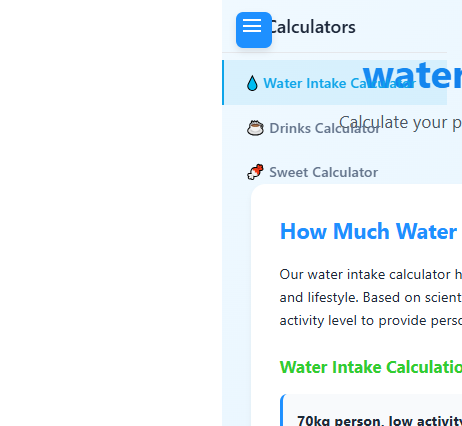 Calculators
Water Intake Calculator
water
Calculate your p
Drinks Calculator
Sweet Calculator
How Much Water
Our water intake calculator h
and lifestyle. Based on scient
activity level to provide perso
Water Intake Calculatio
70kg person, low activity